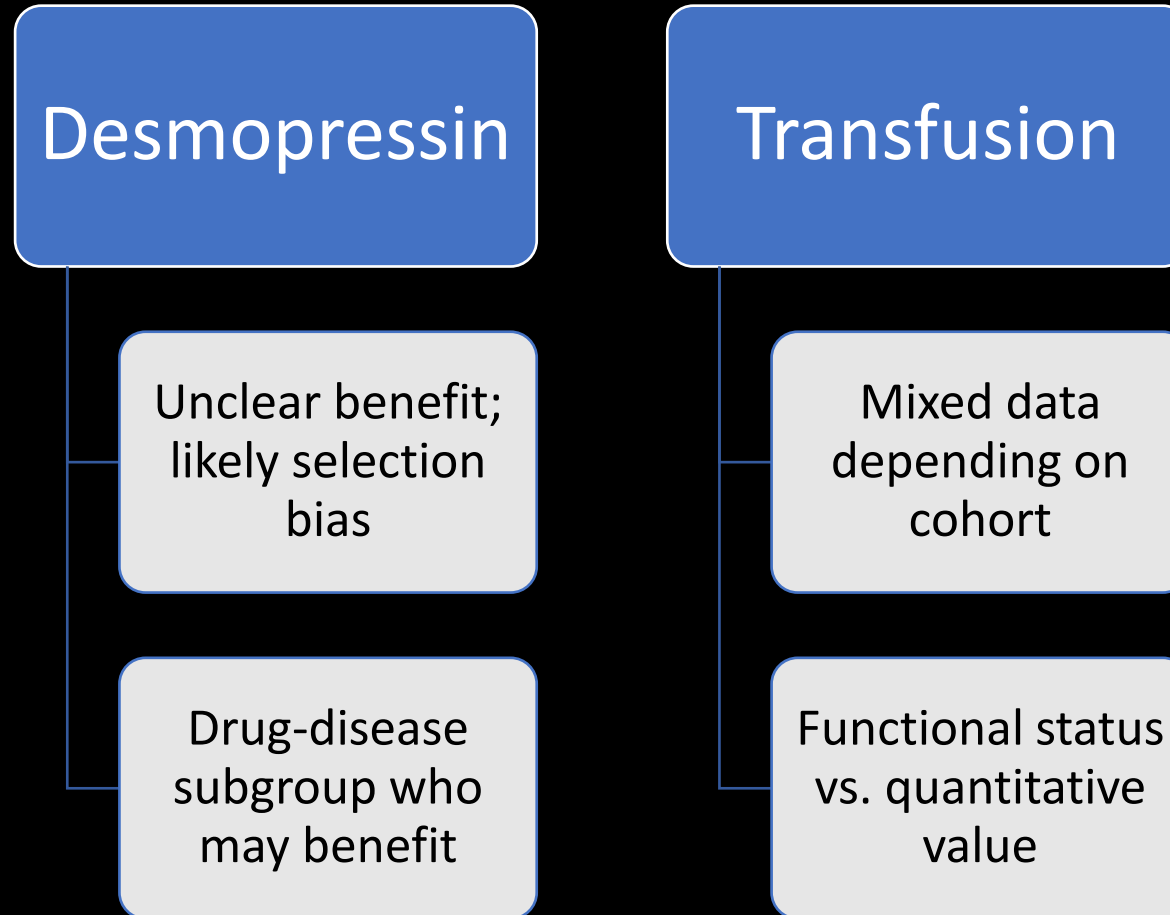 Desmopressin
Unclear benefit;
likely selection
bias
Drug-disease
subgroup who
may benefit
Transfusion
Mixed data
depending on
cohort
Functional status
vs. quantitative
value